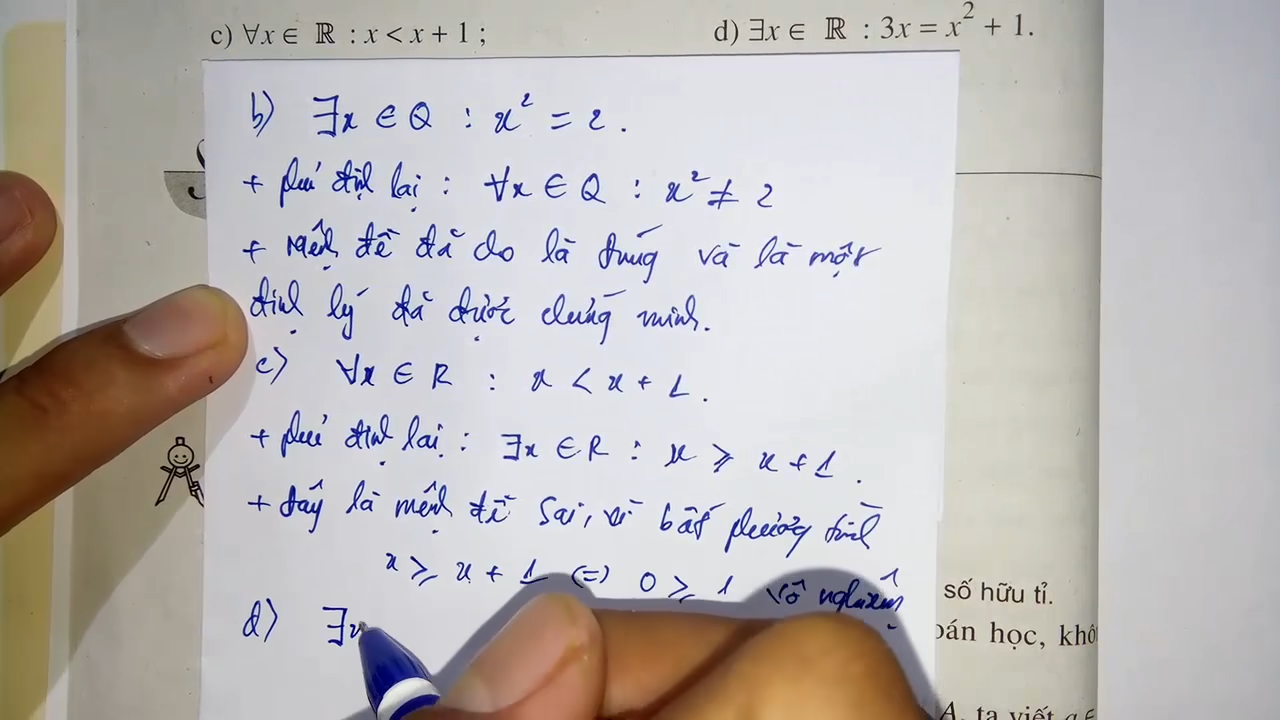 c) ∀x ∈ ℝ : x < x + 1 ;
d) ∃x ∈ ℝ : 3x = x² + 1.
b) ∃x ∈ Q : x² = 2.
+ phủ định lại : ∀x ∈ Q : x² ≠ 2
+ Mệnh đề đã cho là đúng và là một
định lý đã được chứng minh.
c) ∀x ∈ R : x < x + 1.
+ phủ định lại : ∃x ∈ R : x ⩾ x + 1.
+ đây là mệnh đề sai, vì bất phương trình
x ⩾ x + 1 (=) 0 ⩾ 1 vô nghiệm
d) ∃x
số hữu tỉ.
oán học, khô
A, ta viết a ∈